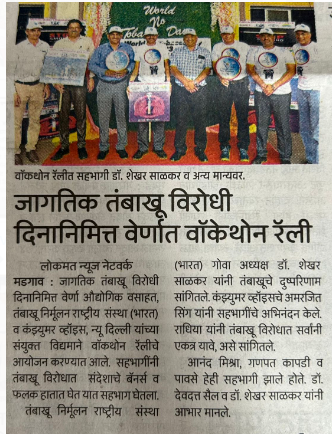 World
No
Toba
Da
World
वॉकथोन रॅलीत सहभागी डॉ. शेखर साळकर व अन्य मान्यवर.
जागतिक तंबाखू विरोधी
दिनानिमित्त वेर्णात वॉकेथोन रॅली
लोकमत न्यूज नेटवर्क
मडगाव : जागतिक तंबाखू विरोधी
दिनानिमित्त वेर्णा औद्योगिक वसाहत,
तंबाखू निर्मूलन राष्ट्रीय संस्था (भारत)
व कंझ्युमर व्हॉइस, न्यू दिल्ली यांच्या
संयुक्त विद्यमाने वॉकथोन रॅलीचे
आयोजन करण्यात आले. सहभागींनी
तंबाखू विरोधात संदेशाचे बॅनर्स व
फलक हातात घेत यात सहभाग घेतला.
तंबाखू निर्मूलन राष्ट्रीय संस्था
(भारत) गोवा अध्यक्ष डॉ. शेखर
साळकर यांनी तंबाखूचे दुष्परिणाम
सांगितले. कंझ्युमर व्हॉइसचे अमरजित
सिंग यांनी सहभागींचे अभिनंदन केले.
राधिया यांनी तंबाखू विरोधात सर्वांनी
एकत्र यावे, असे सांगितले.
आनंद मिश्रा, गणपत कापडी व
पावसे हेही सहभागी झाले होते. डॉ.
देवदत्त सैल व डॉ. शेखर साळकर यांनी
आभार मानले.